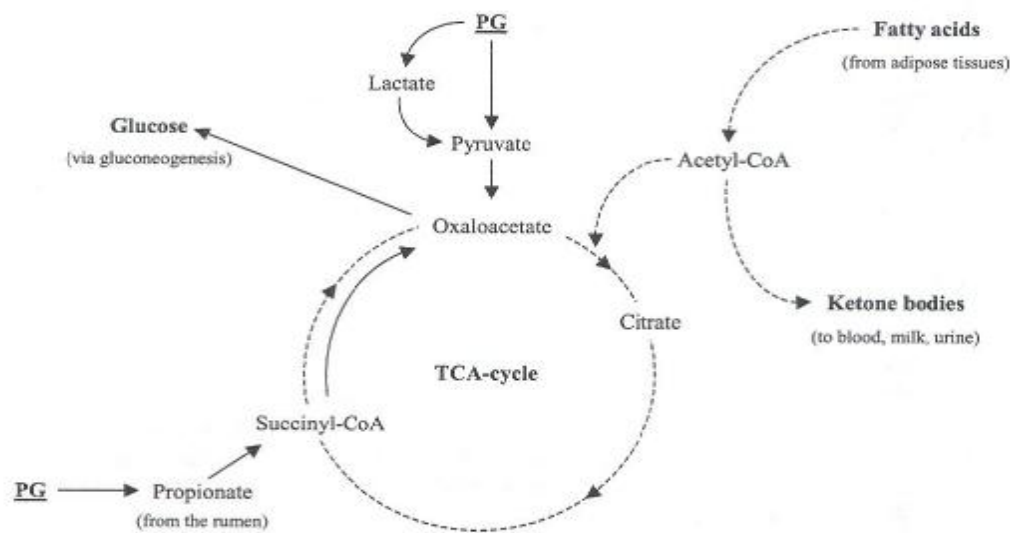 PG
Fatty acids
(from adipose tissues)
Lactate
Glucose
(via gluconeogenesis)
Pyruvate
Acetyl-CoA
Oxaloacetate
Ketone bodies
(to blood, milk, urine)
Citrate
TCA-cycle
Succinyl-CoA
PG
Propionate
(from the rumen)